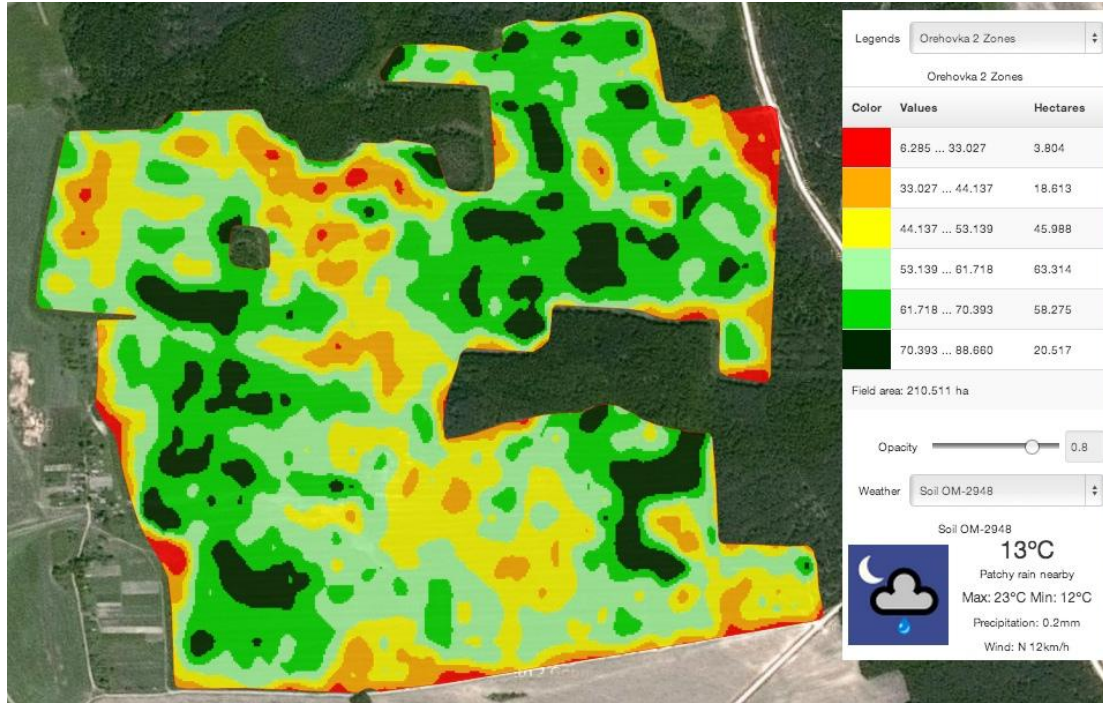 Legends Orehovka 2 Zones
Orehovka 2 Zones
Color Values Hectares
6.285 ... 33.027 3.804
33.027 ... 44.137 18.613
44.137 ... 53.139 45.988
53.139 ... 61.718 63.314
61.718 ... 70.393 58.275
70.393 ... 88.660 20.517
Field area: 210.511 ha
Opacity 0.8
Weather Soil OM-2948
Soil OM-2948
13ºC
Patchy rain nearby
Max: 23ºC Min: 12ºC
Precipitation: 0.2mm
Wind: N 12km/h